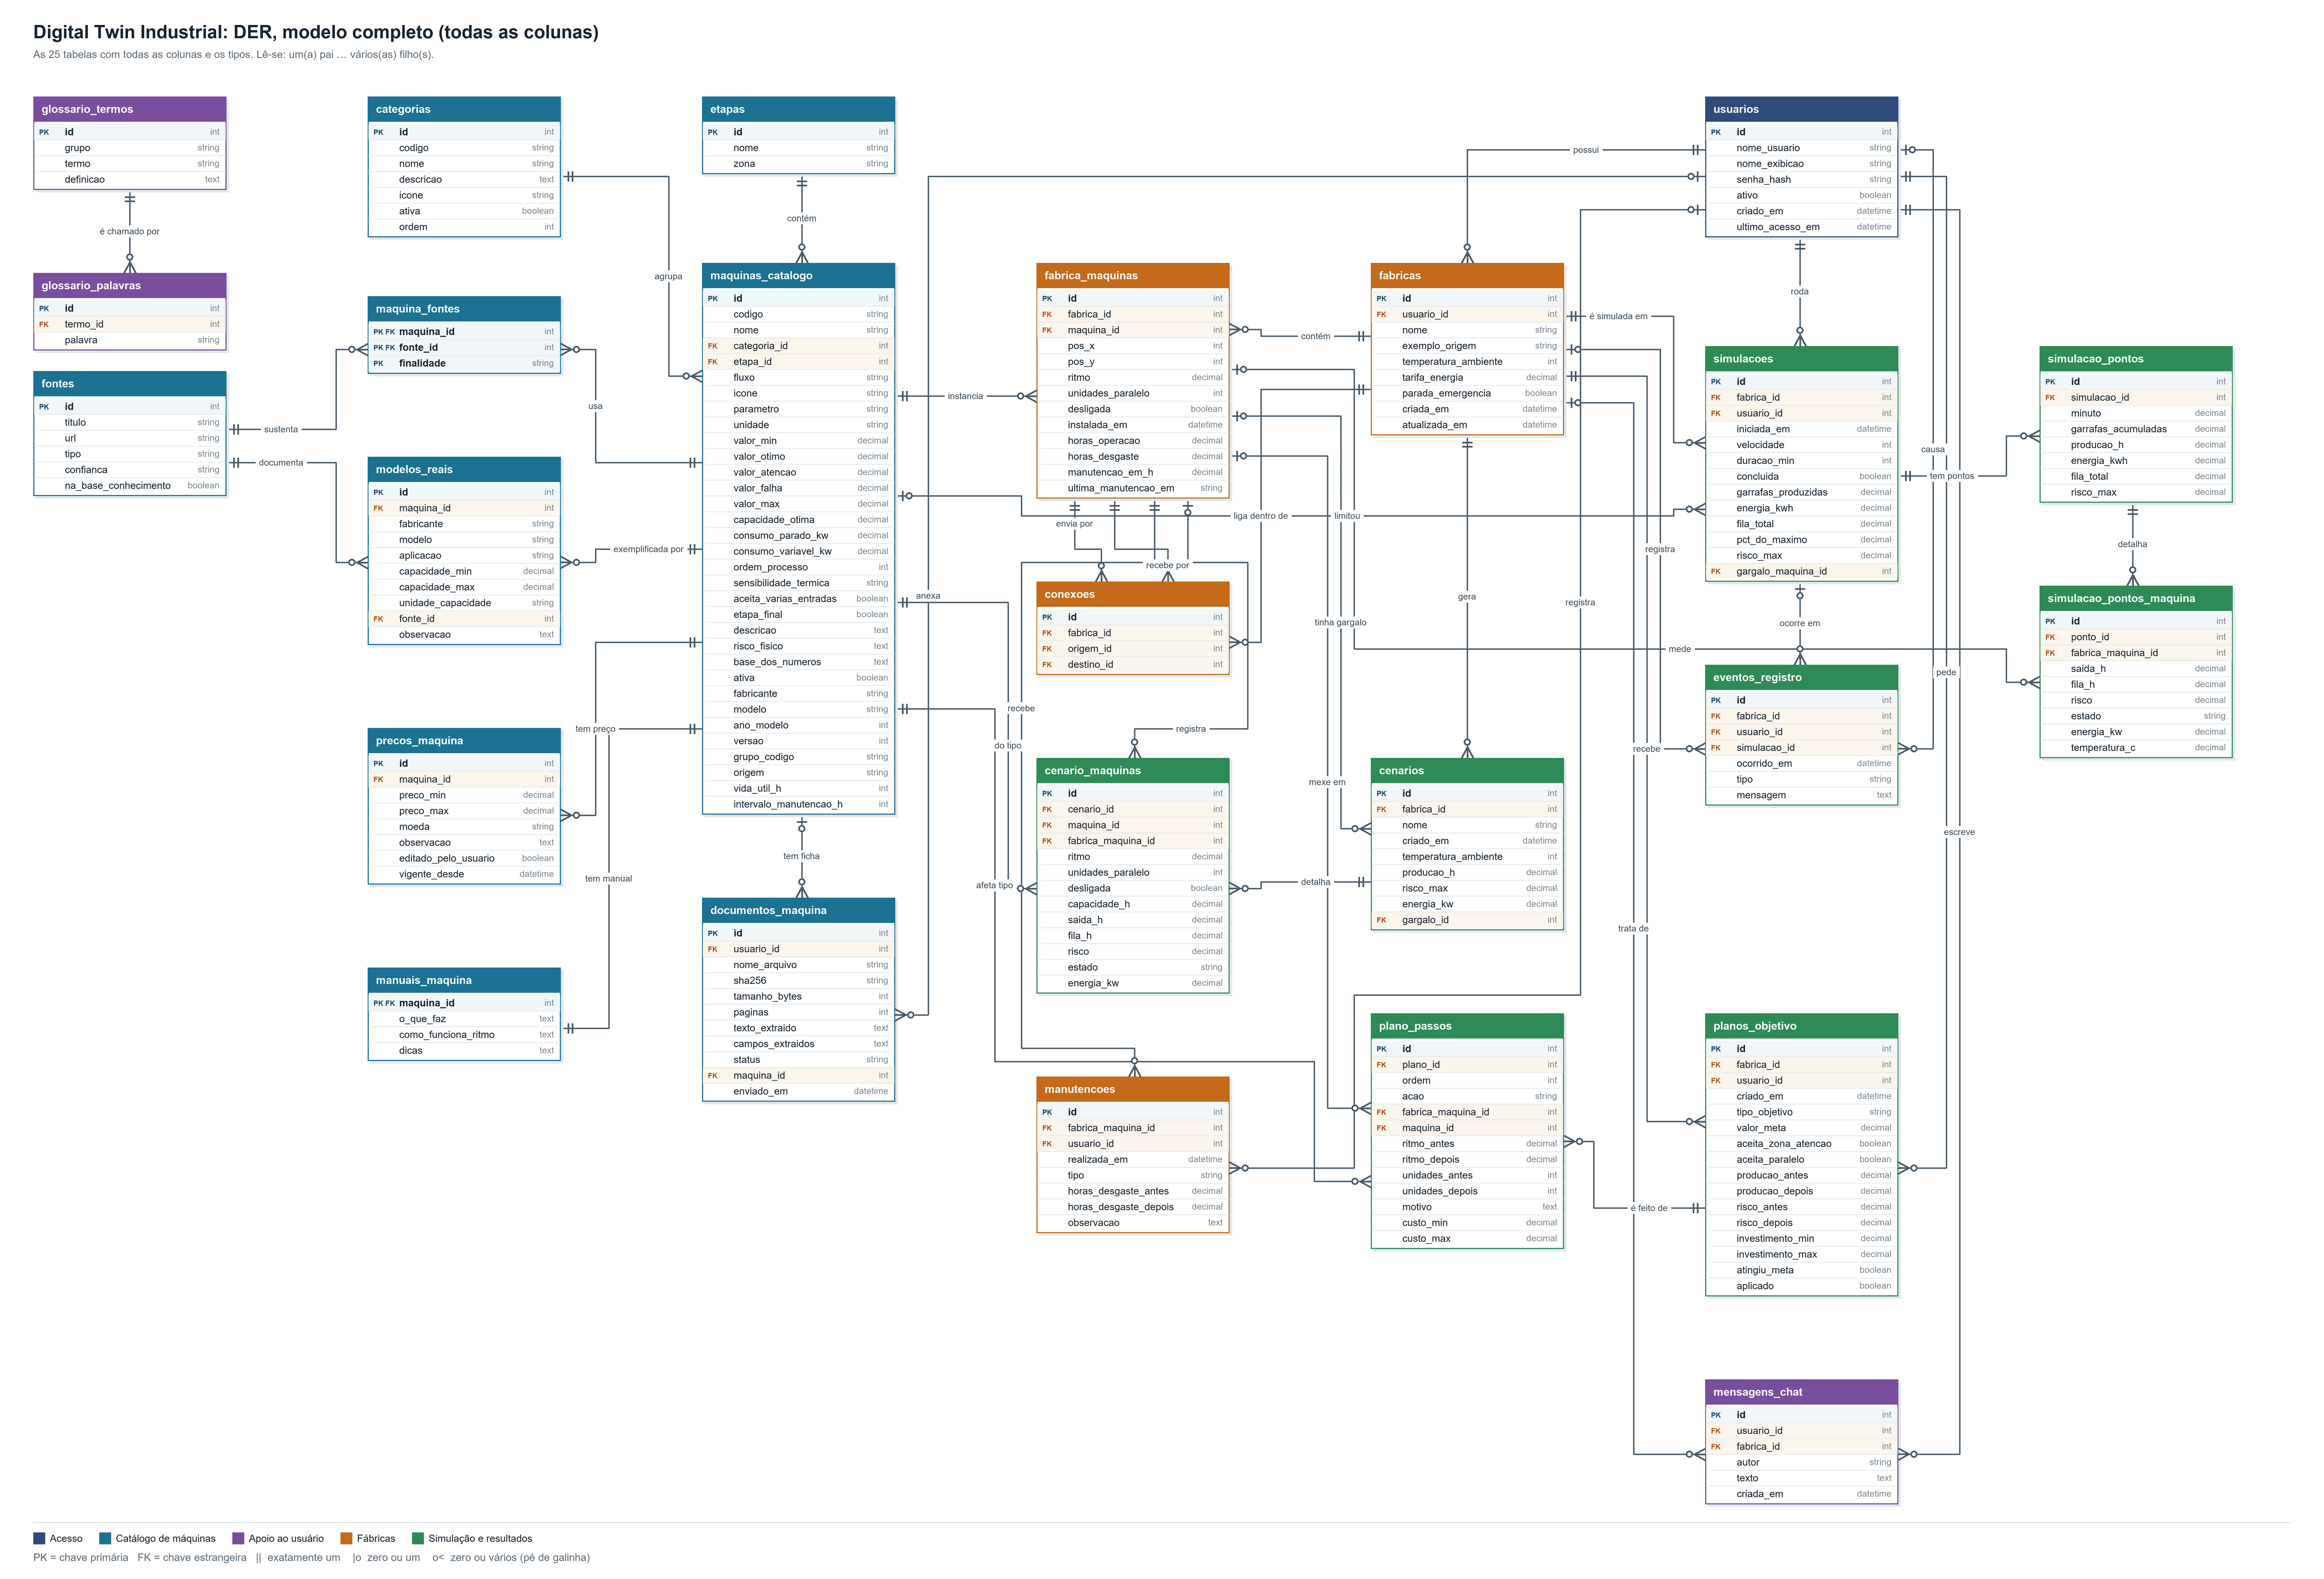 Digital Twin Industrial: DER, modelo completo (todas as colunas)
As 25 tabelas com todas as colunas e os tipos. Lê-se: um(a) pai … vários(as) filho(s).
glossario_termos
PK id int
grupo string
termo string
definicao text
é chamado por
glossario_palavras
PK id int
FK termo_id int
palavra string
fontes
PK id int
titulo string
url string
tipo string
confianca string
na_base_conhecimento boolean
sustenta
documenta
categorias
PK id int
codigo string
nome string
descricao text
icone string
ativa boolean
ordem int
agrupa
maquina_fontes
PK FK maquina_id int
PK FK fonte_id int
PK finalidade string
usa
modelos_reais
PK id int
FK maquina_id int
fabricante string
modelo string
aplicacao string
capacidade_min decimal
capacidade_max decimal
unidade_capacidade string
FK fonte_id int
observacao text
exemplificada por
precos_maquina
PK id int
FK maquina_id int
preco_min decimal
preco_max decimal
moeda string
observacao text
editado_pelo_usuario boolean
vigente_desde datetime
tem preço
tem manual
manuais_maquina
PK FK maquina_id int
o_que_faz text
como_funciona_ritmo text
dicas text
etapas
PK id int
nome string
zona string
contém
maquinas_catalogo
PK id int
codigo string
nome string
FK categoria_id int
FK etapa_id int
fluxo string
icone string
parametro string
unidade string
valor_min decimal
valor_otimo decimal
valor_atencao decimal
valor_falha decimal
valor_max decimal
capacidade_otima decimal
consumo_parado_kw decimal
consumo_variavel_kw decimal
ordem_processo int
sensibilidade_termica string
aceita_varias_entradas boolean
etapa_final boolean
descricao text
risco_fisico text
base_dos_numeros text
ativa boolean
fabricante string
modelo string
ano_modelo int
versao int
grupo_codigo string
origem string
vida_util_h int
intervalo_manutencao_h int
tem ficha
documentos_maquina
PK id int
FK usuario_id int
nome_arquivo string
sha256 string
tamanho_bytes int
paginas int
texto_extraido text
campos_extraidos text
status string
FK maquina_id int
enviado_em datetime
instancia
anexa
recebe
do tipo
afeta tipo
fabrica_maquinas
PK id int
FK fabrica_id int
FK maquina_id int
pos_x int
pos_y int
ritmo decimal
unidades_paralelo int
desligada boolean
instalada_em datetime
horas_operacao decimal
horas_desgaste decimal
manutencao_em_h decimal
ultima_manutencao_em string
envia por
recebe por
conexoes
PK id int
FK fabrica_id int
FK origem_id int
FK destino_id int
registra
cenario_maquinas
PK id int
FK cenario_id int
FK maquina_id int
FK fabrica_maquina_id int
ritmo decimal
unidades_paralelo int
desligada boolean
capacidade_h decimal
saida_h decimal
fila_h decimal
risco decimal
estado string
energia_kw decimal
manutencoes
PK id int
FK fabrica_maquina_id int
FK usuario_id int
realizada_em datetime
tipo string
horas_desgaste_antes decimal
horas_desgaste_depois decimal
observacao text
contém
liga dentro de
limitou
tinha gargalo
mexe em
detalha
fabricas
PK id int
FK usuario_id int
nome string
exemplo_origem string
temperatura_ambiente int
tarifa_energia decimal
parada_emergencia boolean
criada_em datetime
atualizada_em datetime
gera
cenarios
PK id int
FK fabrica_id int
nome string
criado_em datetime
temperatura_ambiente int
producao_h decimal
risco_max decimal
energia_kw decimal
FK gargalo_id int
plano_passos
PK id int
FK plano_id int
ordem int
acao string
FK fabrica_maquina_id int
FK maquina_id int
ritmo_antes decimal
ritmo_depois decimal
unidades_antes int
unidades_depois int
motivo text
custo_min decimal
custo_max decimal
possui
é simulada em
registra
registra
mede
recebe
trata de
é feito de
usuarios
PK id int
nome_usuario string
nome_exibicao string
senha_hash string
ativo boolean
criado_em datetime
ultimo_acesso_em datetime
roda
simulacoes
PK id int
FK fabrica_id int
FK usuario_id int
iniciada_em datetime
velocidade int
duracao_min int
concluida boolean
garrafas_produzidas decimal
energia_kwh decimal
fila_total decimal
pct_do_maximo decimal
risco_max decimal
FK gargalo_maquina_id int
ocorre em
eventos_registro
PK id int
FK fabrica_id int
FK usuario_id int
FK simulacao_id int
ocorrido_em datetime
tipo string
mensagem text
planos_objetivo
PK id int
FK fabrica_id int
FK usuario_id int
criado_em datetime
tipo_objetivo string
valor_meta decimal
aceita_zona_atencao boolean
aceita_paralelo boolean
producao_antes decimal
producao_depois decimal
risco_antes decimal
risco_depois decimal
investimento_min decimal
investimento_max decimal
atingiu_meta boolean
aplicado boolean
mensagens_chat
PK id int
FK usuario_id int
FK fabrica_id int
autor string
texto text
criada_em datetime
causa
tem pontos
pede
escreve
simulacao_pontos
PK id int
FK simulacao_id int
minuto decimal
garrafas_acumuladas decimal
producao_h decimal
energia_kwh decimal
fila_total decimal
risco_max decimal
detalha
simulacao_pontos_maquina
PK id int
FK ponto_id int
FK fabrica_maquina_id int
saida_h decimal
fila_h decimal
risco decimal
estado string
energia_kw decimal
temperatura_c decimal
Acesso Catálogo de máquinas Apoio ao usuário Fábricas Simulação e resultados
PK = chave primária FK = chave estrangeira || exatamente um |o zero ou um o< zero ou vários (pé de galinha)